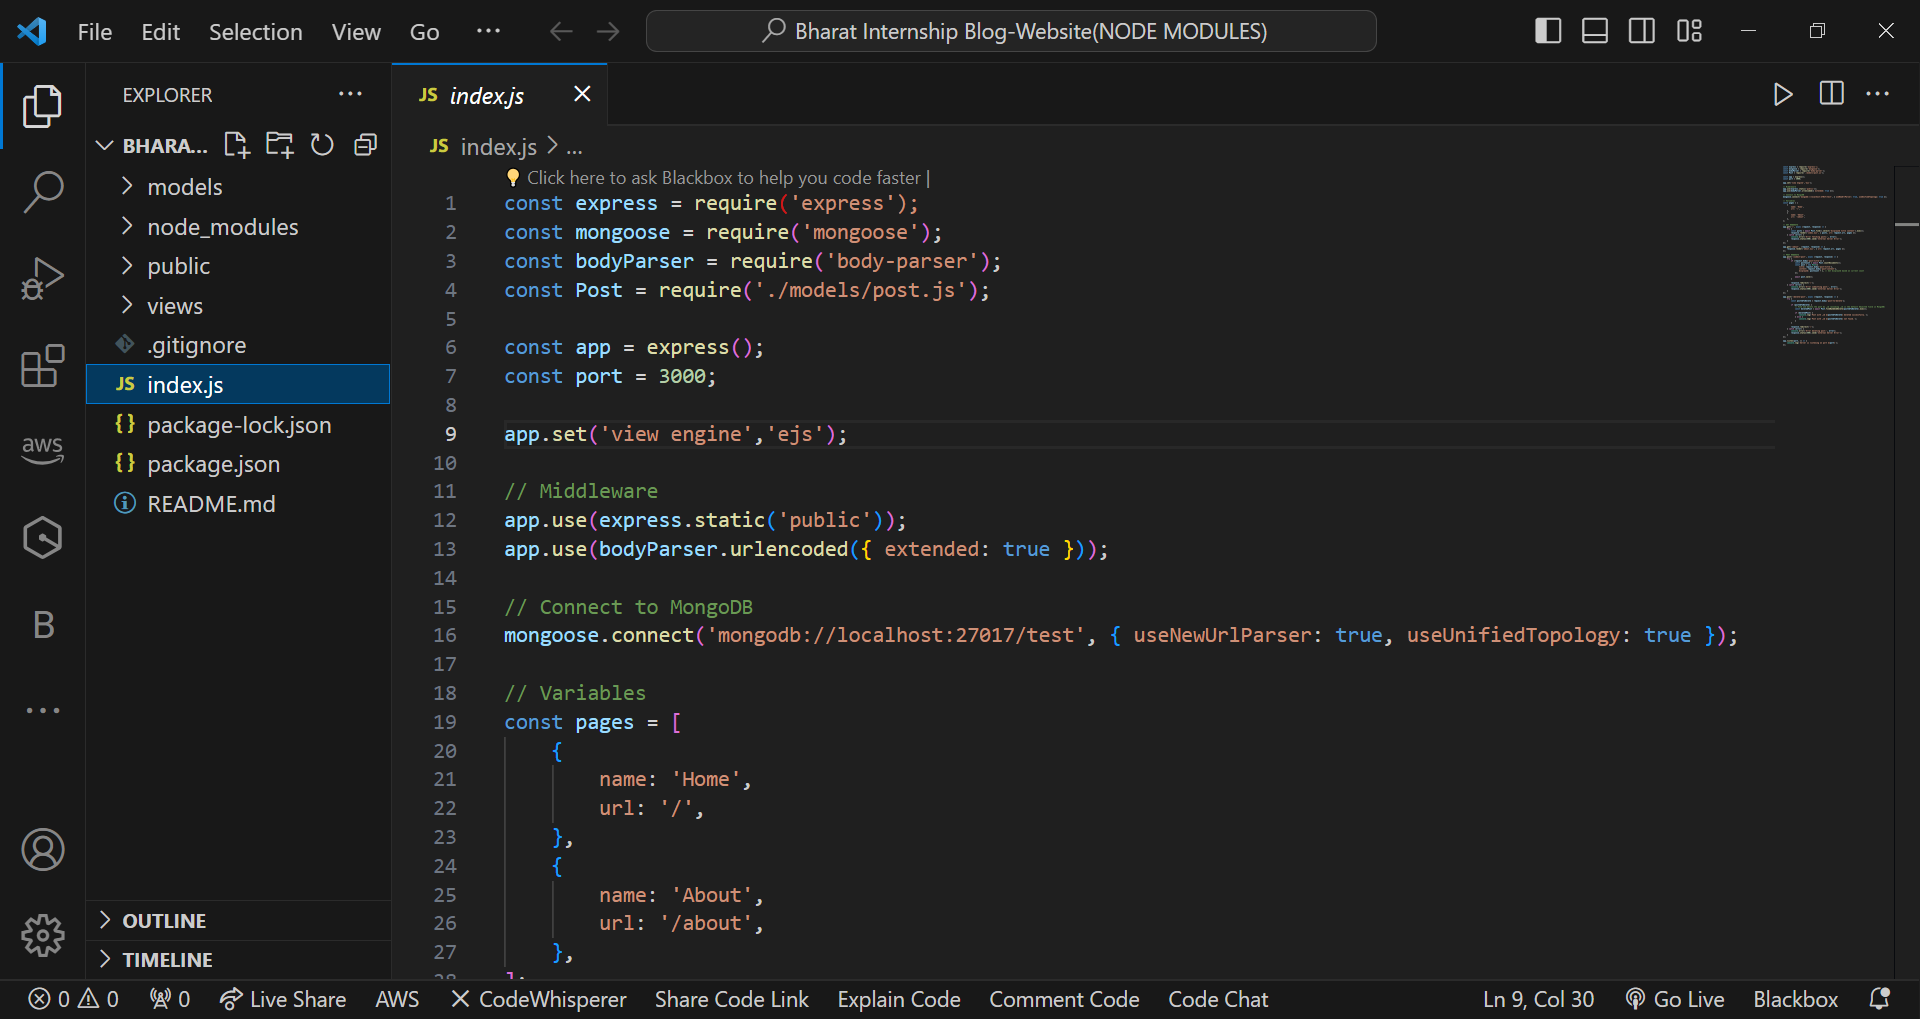 File Edit Selection View Go ··· Bharat Internship Blog-Website(NODE MODULES)
EXPLORER ···
BHARA...
models
node_modules
public
views
.gitignore
JS index.js
{} package-lock.json
{} package.json
README.md
OUTLINE
TIMELINE
aws
B
JS index.js
JS index.js > ...
Click here to ask Blackbox to help you code faster |
1 const express = require('express');
2 const mongoose = require('mongoose');
3 const bodyParser = require('body-parser');
4 const Post = require('./models/post.js');
5
6 const app = express();
7 const port = 3000;
8
9 app.set('view engine','ejs');
10
11 // Middleware
12 app.use(express.static('public'));
13 app.use(bodyParser.urlencoded({ extended: true }));
14
15 // Connect to MongoDB
16 mongoose.connect('mongodb://localhost:27017/test', { useNewUrlParser: true, useUnifiedTopology: true });
17
18 // Variables
19 const pages = [
20 {
21 name: 'Home',
22 url: '/',
23 },
24 {
25 name: 'About',
26 url: '/about',
27 },
28 ];
0 0 0 Live Share AWS CodeWhisperer Share Code Link Explain Code Comment Code Code Chat Ln 9, Col 30 Go Live Blackbox